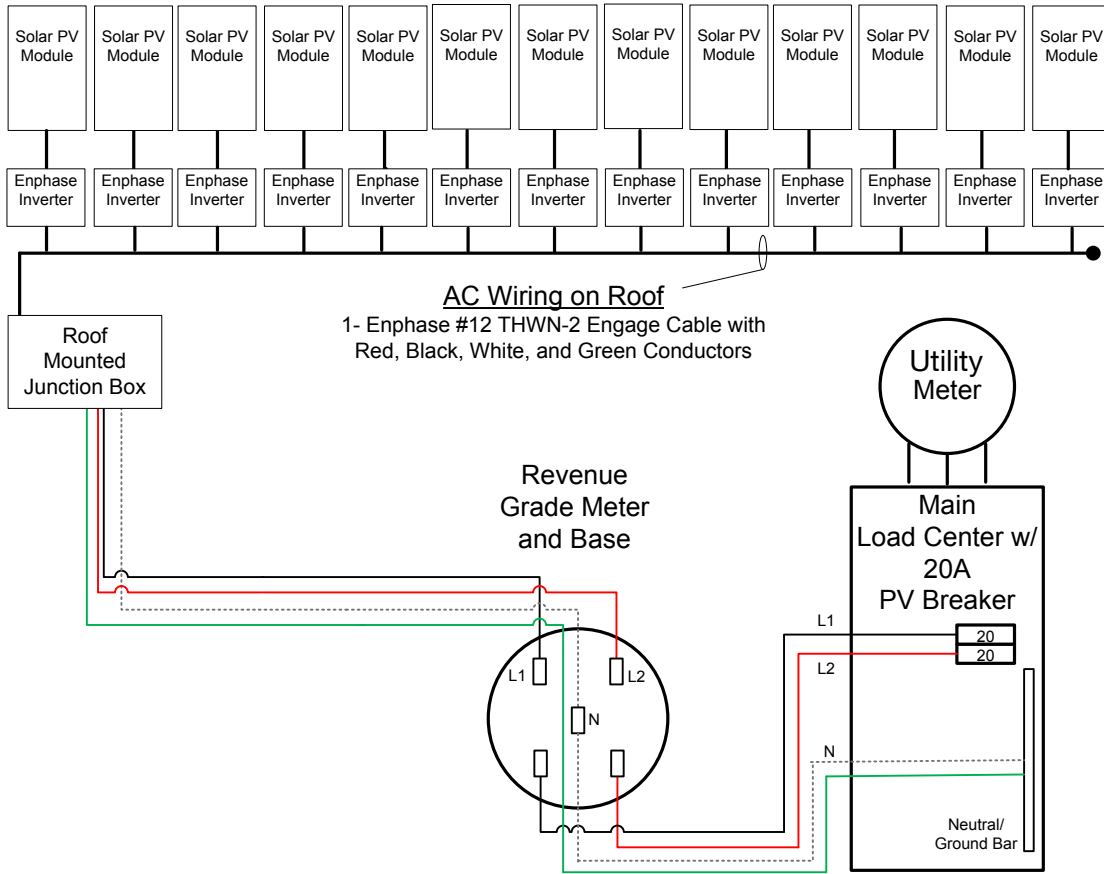 Solar PV
Module
Solar PV
Module
Solar PV
Module
Solar PV
Module
Solar PV
Module
Solar PV
Module
Solar PV
Module
Solar PV
Module
Solar PV
Module
Solar PV
Module
Solar PV
Module
Solar PV
Module
Solar PV
Module
Enphase
Inverter
Enphase
Inverter
Enphase
Inverter
Enphase
Inverter
Enphase
Inverter
Enphase
Inverter
Enphase
Inverter
Enphase
Inverter
Enphase
Inverter
Enphase
Inverter
Enphase
Inverter
Enphase
Inverter
Enphase
Inverter
AC Wiring on Roof
1- Enphase #12 THWN-2 Engage Cable with
Red, Black, White, and Green Conductors
Roof
Mounted
Junction Box
Utility
Meter
Revenue
Grade Meter
and Base
Main
Load Center w/
20A
PV Breaker
L1
20
20
L2
L1
L2
N
N
Neutral/
Ground Bar